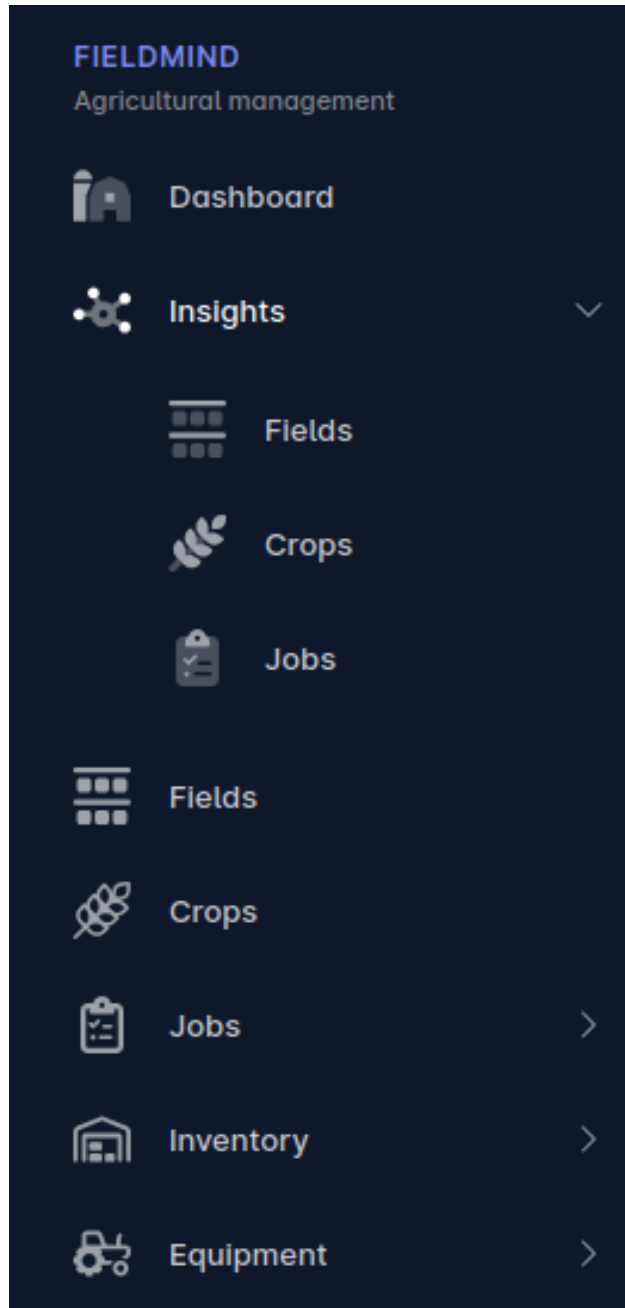 FIELDMIND
Agricultural management
Dashboard
Insights
Fields
Crops
Jobs
Fields
Crops
Jobs
Inventory
Equipment